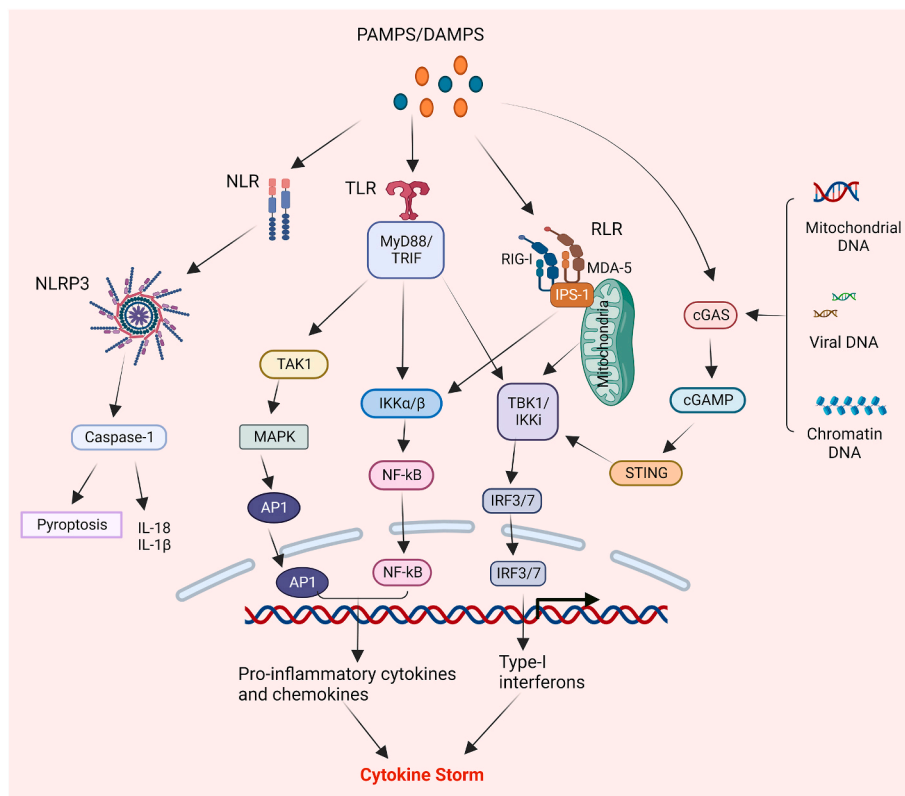 PAMPS/DAMPS
NLR
TLR
RLR
MyD88/
TRIF
RIG-I
MDA-5
IPS-1
Mitochondria
NLRP3
Mitochondrial
DNA
cGAS
Viral DNA
TAK1
IKKα/β
TBK1/
IKKi
cGAMP
Caspase-1
MAPK
Chromatin
DNA
NF-kB
STING
AP1
IRF3/7
Pyroptosis
IL-18
IL-1β
AP1
NF-kB
IRF3/7
Pro-inflammatory cytokines
and chemokines
Type-I
interferons
Cytokine Storm